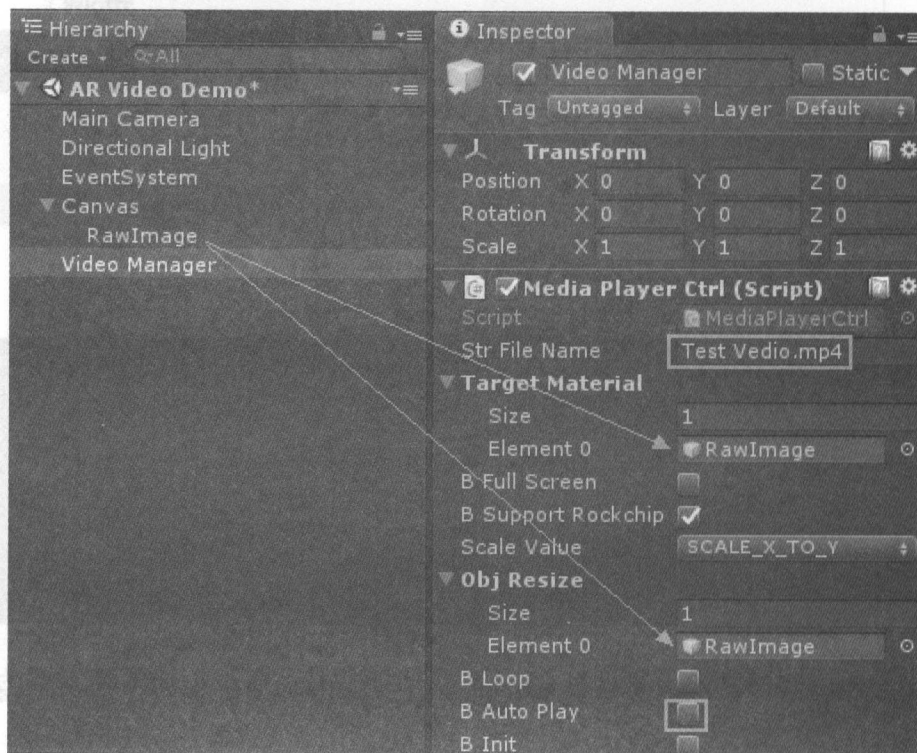 Hierarchy
Create
All
AR Video Demo*
Main Camera
Directional Light
EventSystem
Canvas
RawImage
Video Manager
Inspector
Video Manager Static
Tag Untagged Layer Default
Transform
Position X 0 Y 0 Z 0
Rotation X 0 Y 0 Z 0
Scale X 1 Y 1 Z 1
Media Player Ctrl (Script)
Script MediaPlayerCtrl
Str File Name Test Vedio.mp4
Target Material
Size 1
Element 0 RawImage
B Full Screen
B Support Rockchip
Scale Value SCALE_X_TO_Y
Obj Resize
Size 1
Element 0 RawImage
B Loop
B Auto Play
B Init